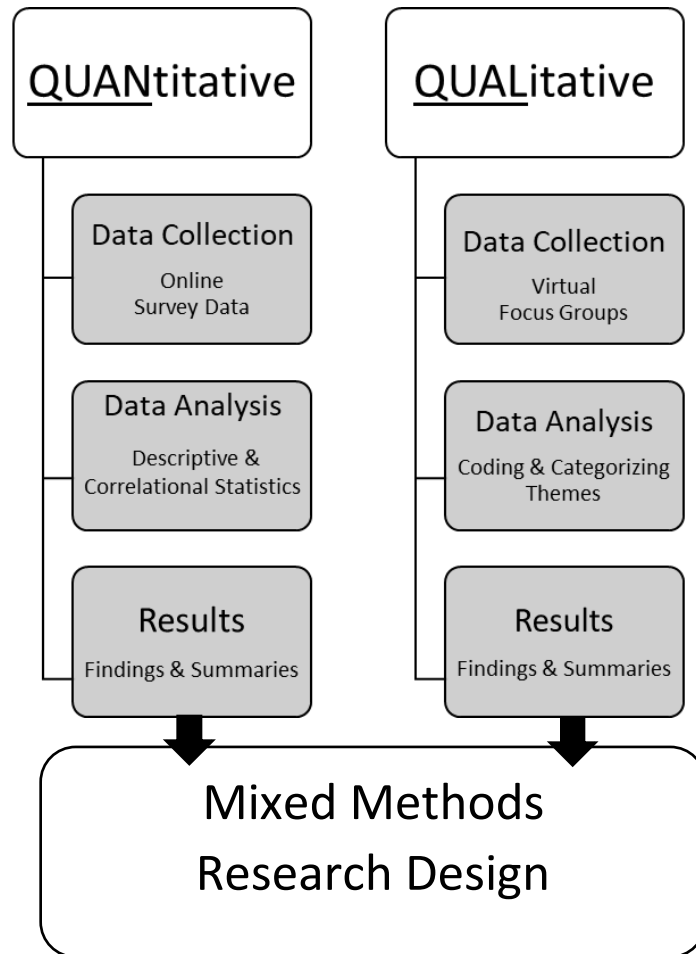 QUANtitative
Data Collection
Online
Survey Data
Data Analysis
Descriptive &
Correlational Statistics
Results
Findings & Summaries
QUALitative
Data Collection
Virtual
Focus Groups
Data Analysis
Coding & Categorizing
Themes
Results
Findings & Summaries
Mixed Methods
Research Design